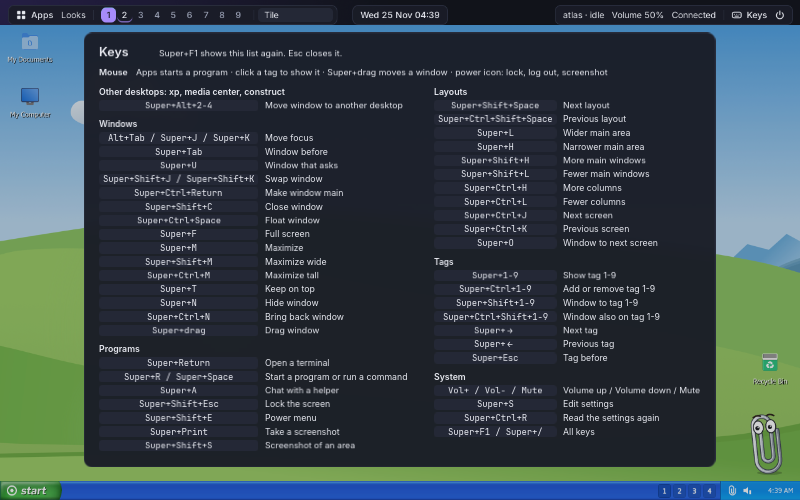 Apps Looks 1 2 3 4 5 6 7 8 9 Tile Wed 25 Nov 04:39 atlas · idle Volume 50% Connected Keys
My Documents
My Computer
Keys Super+F1 shows this list again. Esc closes it.
Mouse Apps starts a program · click a tag to show it · Super+drag moves a window · power icon: lock, log out, screenshot
Other desktops: xp, media center, construct
Super+Alt+2-4 Move window to another desktop
Windows
Alt+Tab / Super+J / Super+K Move focus
Super+Tab Window before
Super+U Window that asks
Super+Shift+J / Super+Shift+K Swap window
Super+Ctrl+Return Make window main
Super+Shift+C Close window
Super+Ctrl+Space Float window
Super+F Full screen
Super+M Maximize
Super+Shift+M Maximize wide
Super+Ctrl+M Maximize tall
Super+T Keep on top
Super+N Hide window
Super+Ctrl+N Bring back window
Super+drag Drag window
Programs
Super+Return Open a terminal
Super+R / Super+Space Start a program or run a command
Super+A Chat with a helper
Super+Shift+Esc Lock the screen
Super+Shift+E Power menu
Super+Print Take a screenshot
Super+Shift+S Screenshot of an area
Layouts
Super+Shift+Space Next layout
Super+Ctrl+Shift+Space Previous layout
Super+L Wider main area
Super+H Narrower main area
Super+Shift+H More main windows
Super+Shift+L Fewer main windows
Super+Ctrl+H More columns
Super+Ctrl+L Fewer columns
Super+Ctrl+J Next screen
Super+Ctrl+K Previous screen
Super+O Window to next screen
Tags
Super+1-9 Show tag 1-9
Super+Ctrl+1-9 Add or remove tag 1-9
Super+Shift+1-9 Window to tag 1-9
Super+Ctrl+Shift+1-9 Window also on tag 1-9
Super+→ Next tag
Super+← Previous tag
Super+Esc Tag before
System
Vol+ / Vol- / Mute Volume up / Volume down / Mute
Super+S Edit settings
Super+Ctrl+R Read the settings again
Super+F1 / Super+/ All keys
Recycle Bin
start 1 2 3 4 4:39 AM